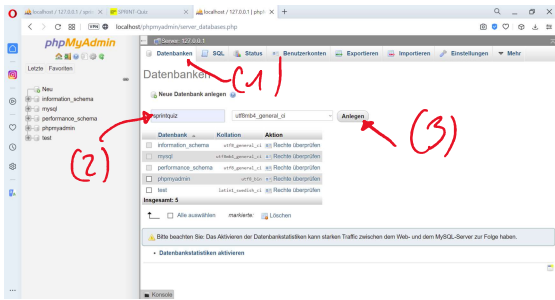 localhost / 127.0.0.1 / sprin
SPRINT Quiz
localhost / 127.0.0.1 | phpM
VPN
localhost/phpmyadmin/server_databases.php
phpMyAdmin
Letzte Favoriten
Neu
information_schema
mysql
performance_schema
phpmyadmin
test
Server: 127.0.0.1
Datenbanken SQL Status Benutzerkonten Exportieren Importieren Einstellungen Mehr
Datenbanken
(1)
Neue Datenbank anlegen
sprintquiz utf8mb4_general_ci Anlegen
(2)
(3)
Datenbank Kollation Aktion
information_schema utf8_general_ci Rechte überprüfen
mysql utf8mb4_general_ci Rechte überprüfen
performance_schema utf8_general_ci Rechte überprüfen
phpmyadmin utf8_bin Rechte überprüfen
test latin1_swedish_ci Rechte überprüfen
Insgesamt: 5
Alle auswählen markierte: Löschen
Bitte beachten Sie: Das Aktivieren der Datenbankstatistiken kann starken Traffic zwischen dem Web- und dem MySQL-Server zur Folge haben.
Datenbankstatistiken aktivieren
Konsole